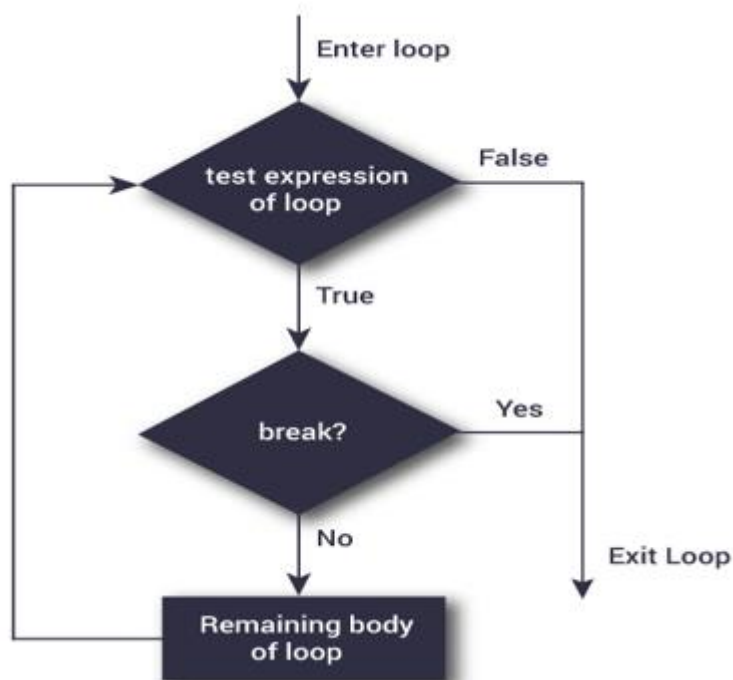 Enter loop
test expression
of loop
False
True
break?
Yes
No
Exit Loop
Remaining body
of loop